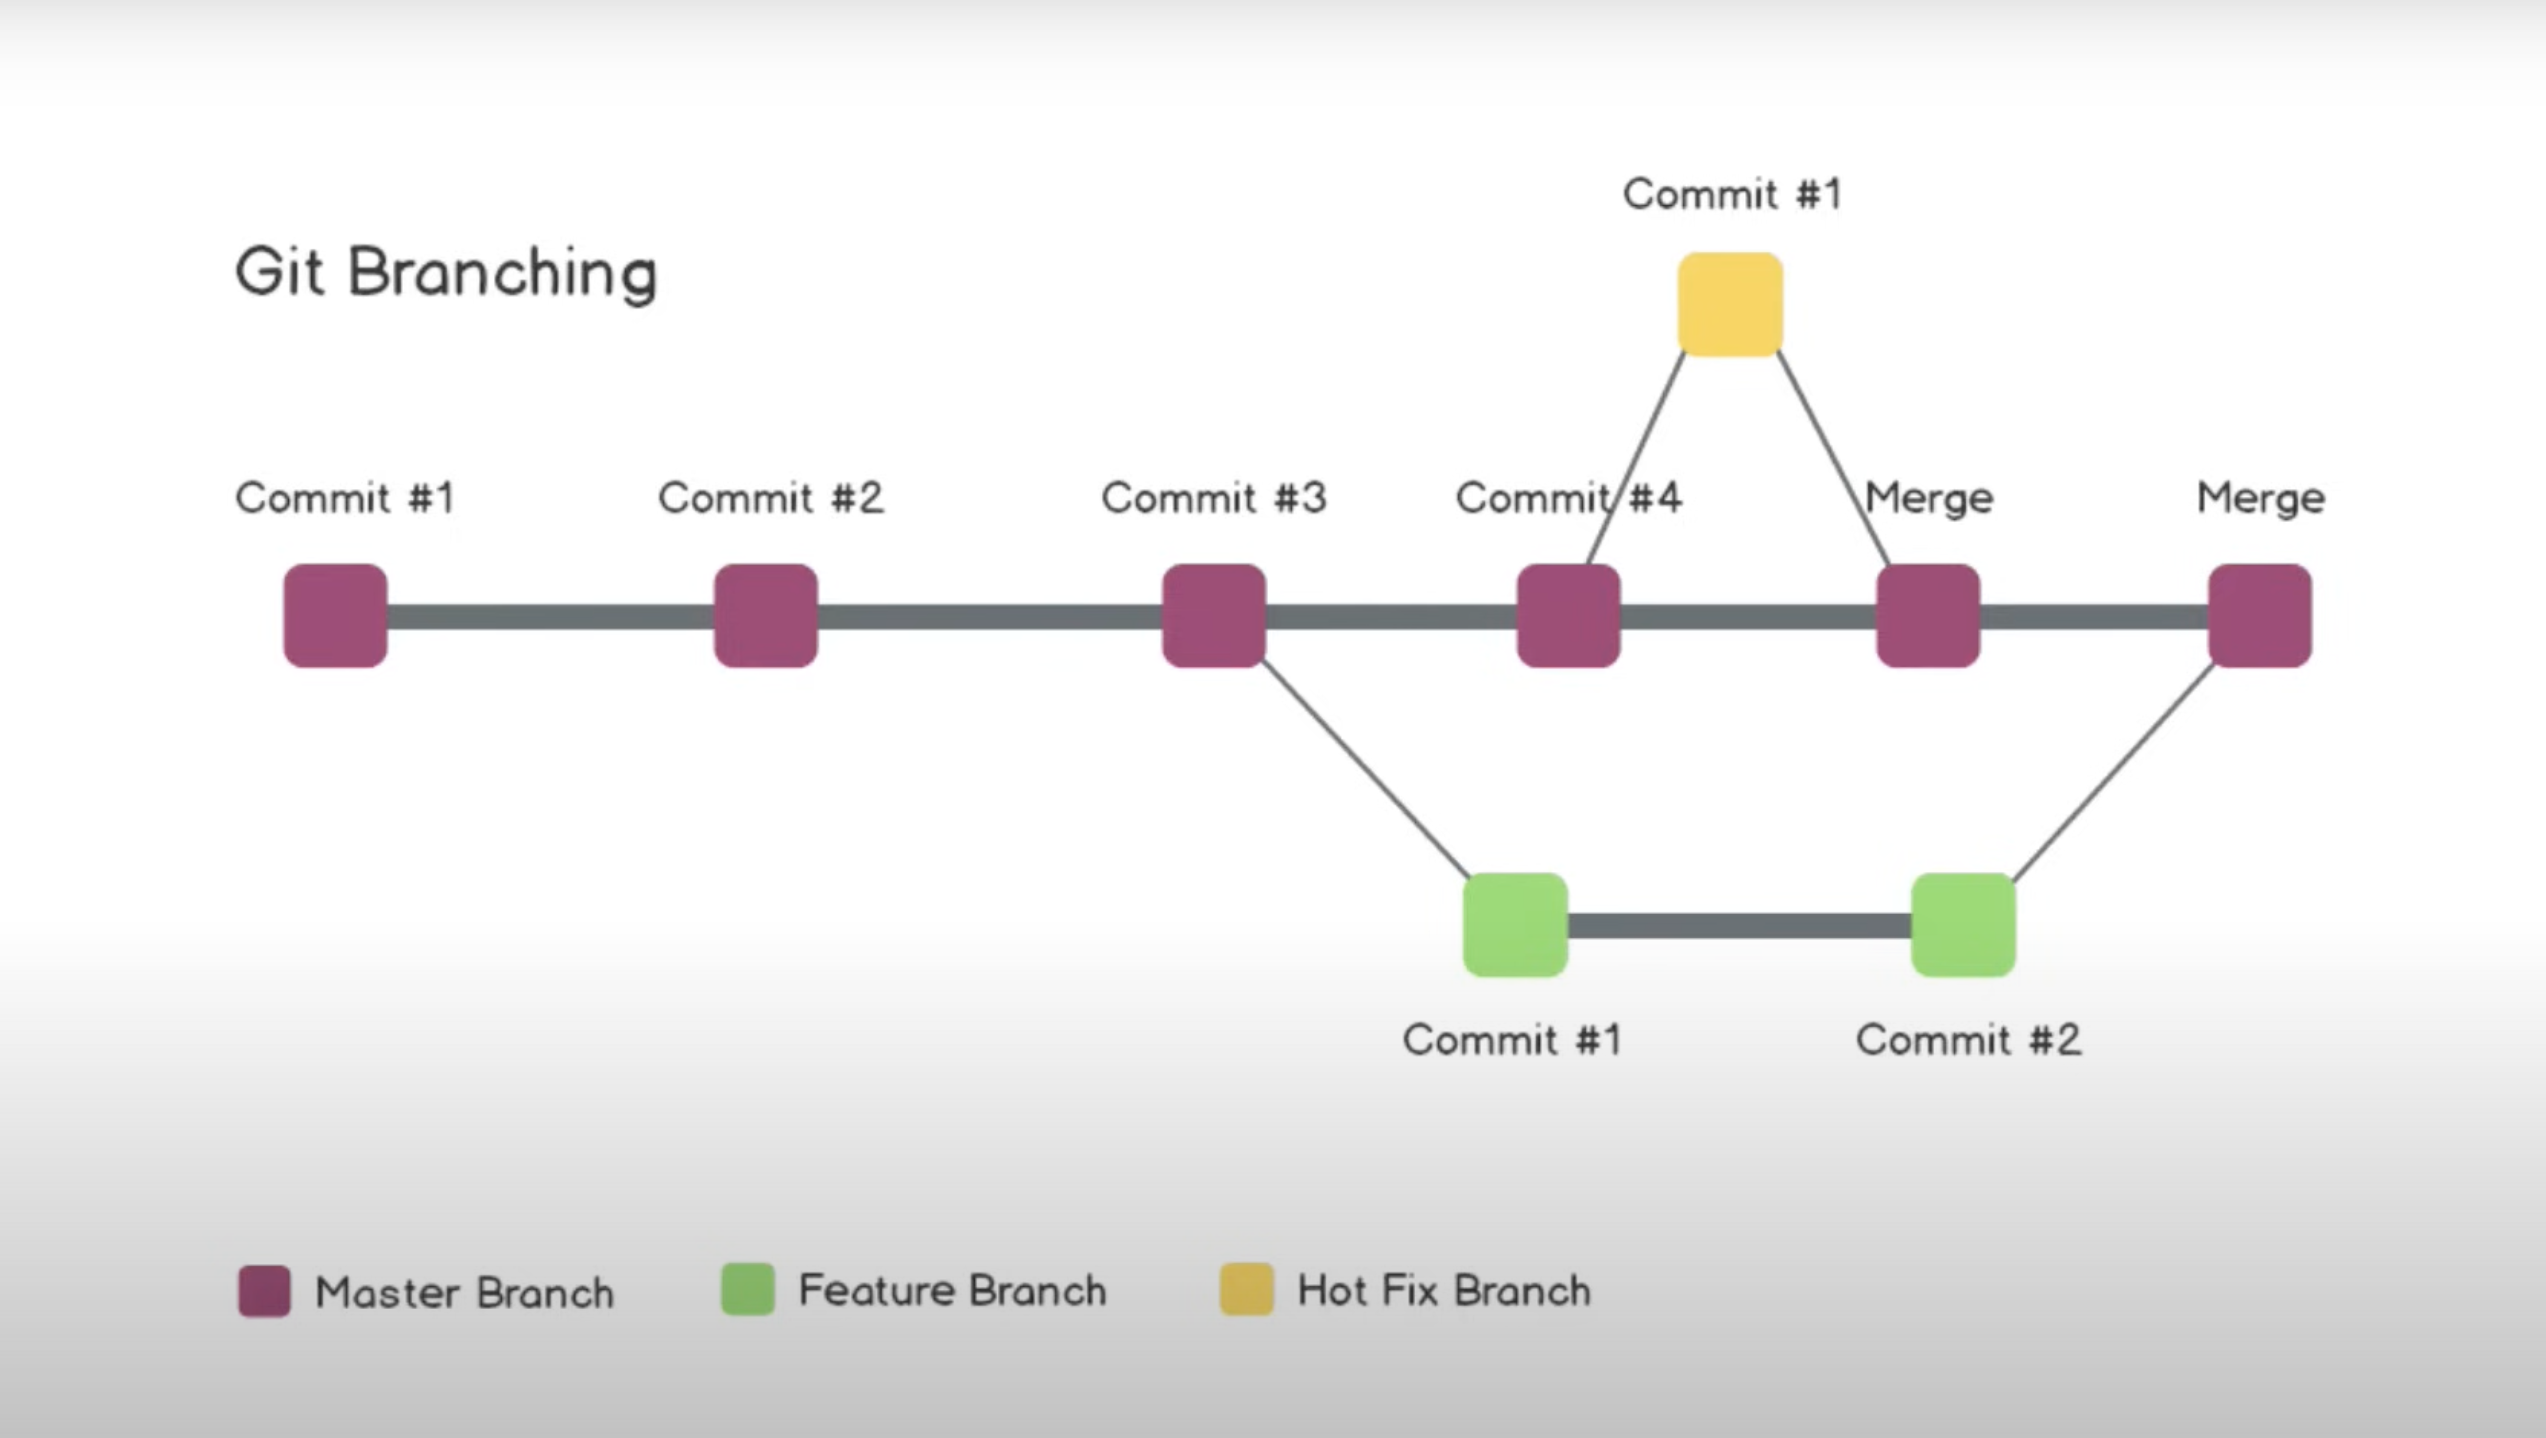 Commit #1
Git Branching
Commit #1
Commit #2
Commit #3
Commit #4
Merge
Merge
Commit #1
Commit #2
Master Branch
Feature Branch
Hot Fix Branch